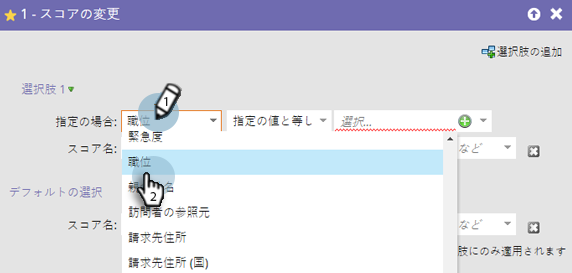 1 - スコアの変更
選択肢の追加
選択肢 1
指定の場合: 職位 指定の値と等し 選択...
緊急度
スコア名: 職位 など
名
デフォルトの選択
訪問者の参照元
スコア名: 請求先住所 など
請求先住所 (国) 肢にのみ適用されます
1
2